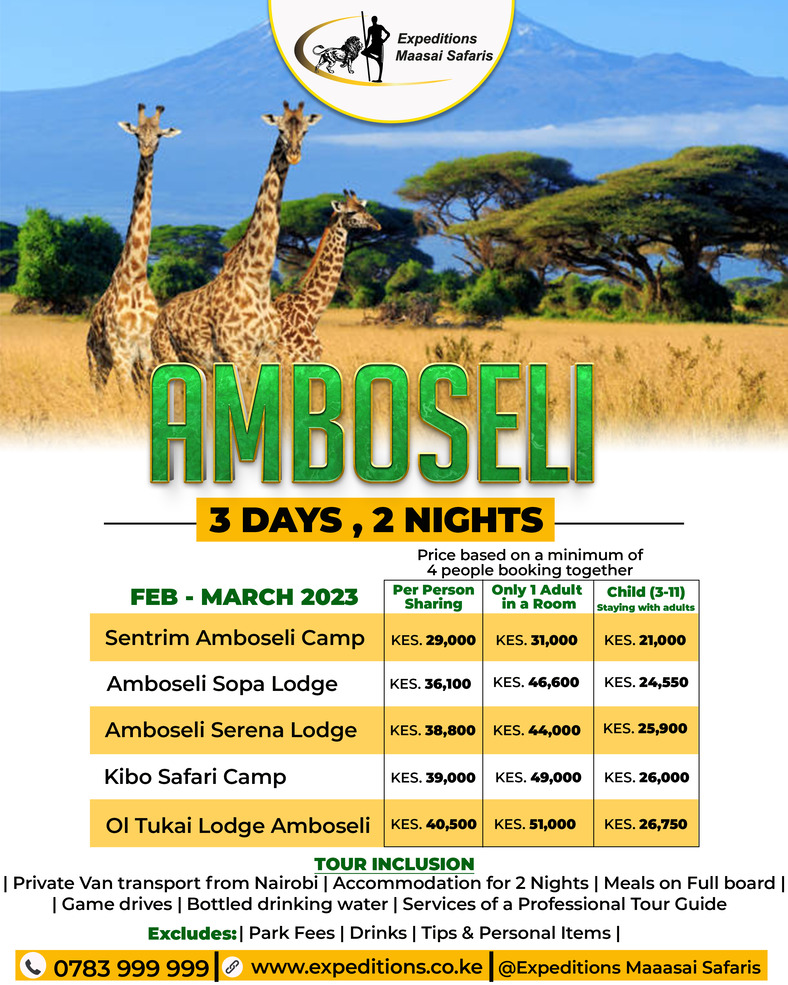 Expeditions
Maasai Safaris
AMBOSELI
3 DAYS , 2 NIGHTS
Price based on a minimum of
4 people booking together
FEB - MARCH 2023
Per Person Sharing
Only 1 Adult in a Room
Child (3-11) Staying with adults
Sentrim Amboseli Camp KES. 29,000 KES. 31,000 KES. 21,000
Amboseli Sopa Lodge KES. 36,100 KES. 46,600 KES. 24,550
Amboseli Serena Lodge KES. 38,800 KES. 44,000 KES. 25,900
Kibo Safari Camp KES. 39,000 KES. 49,000 KES. 26,000
Ol Tukai Lodge Amboseli KES. 40,500 KES. 51,000 KES. 26,750
TOUR INCLUSION
| Private Van transport from Nairobi | Accommodation for 2 Nights | Meals on Full board |
| Game drives | Bottled drinking water | Services of a Professional Tour Guide
Excludes:| Park Fees | Drinks | Tips & Personal Items |
0783 999 999 | www.expeditions.co.ke | @Expeditions Maaasai Safaris